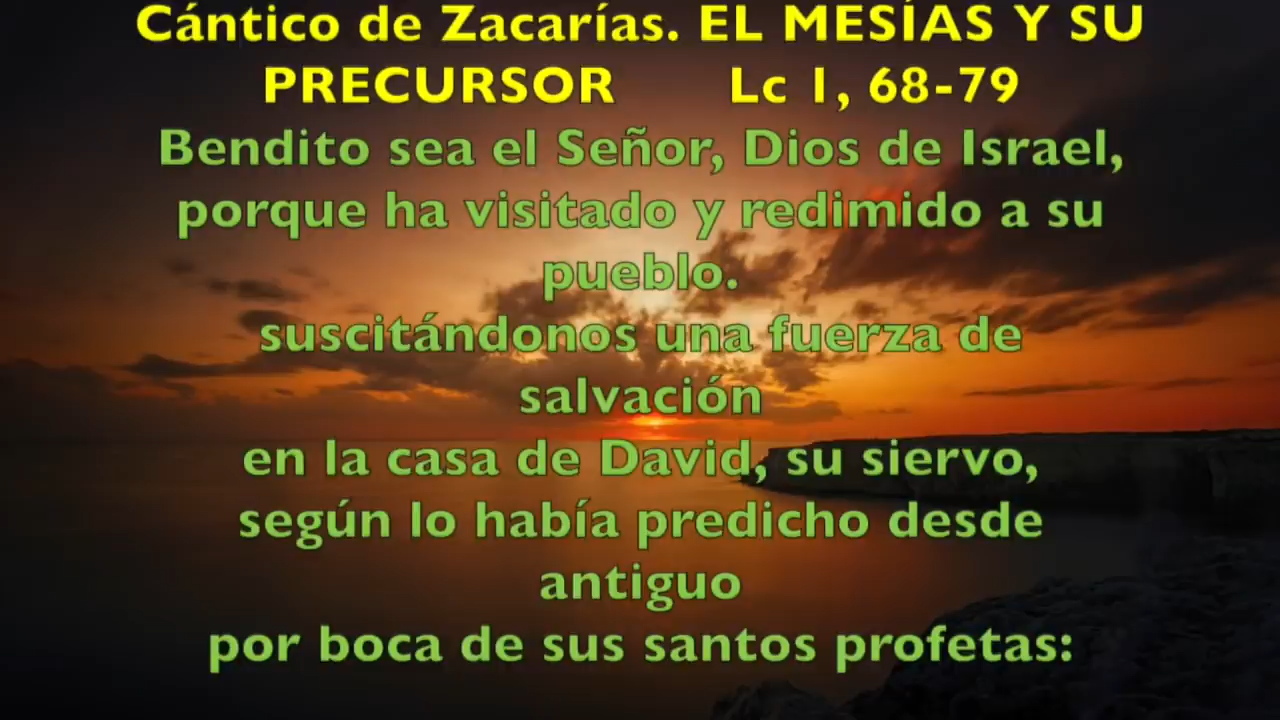 Cántico de Zacarías. EL MESÍAS Y SU
PRECURSOR Lc 1, 68-79
Bendito sea el Señor, Dios de Israel,
porque ha visitado y redimido a su
pueblo.
suscitándonos una fuerza de
salvación
en la casa de David, su siervo,
según lo había predicho desde
antiguo
por boca de sus santos profetas: